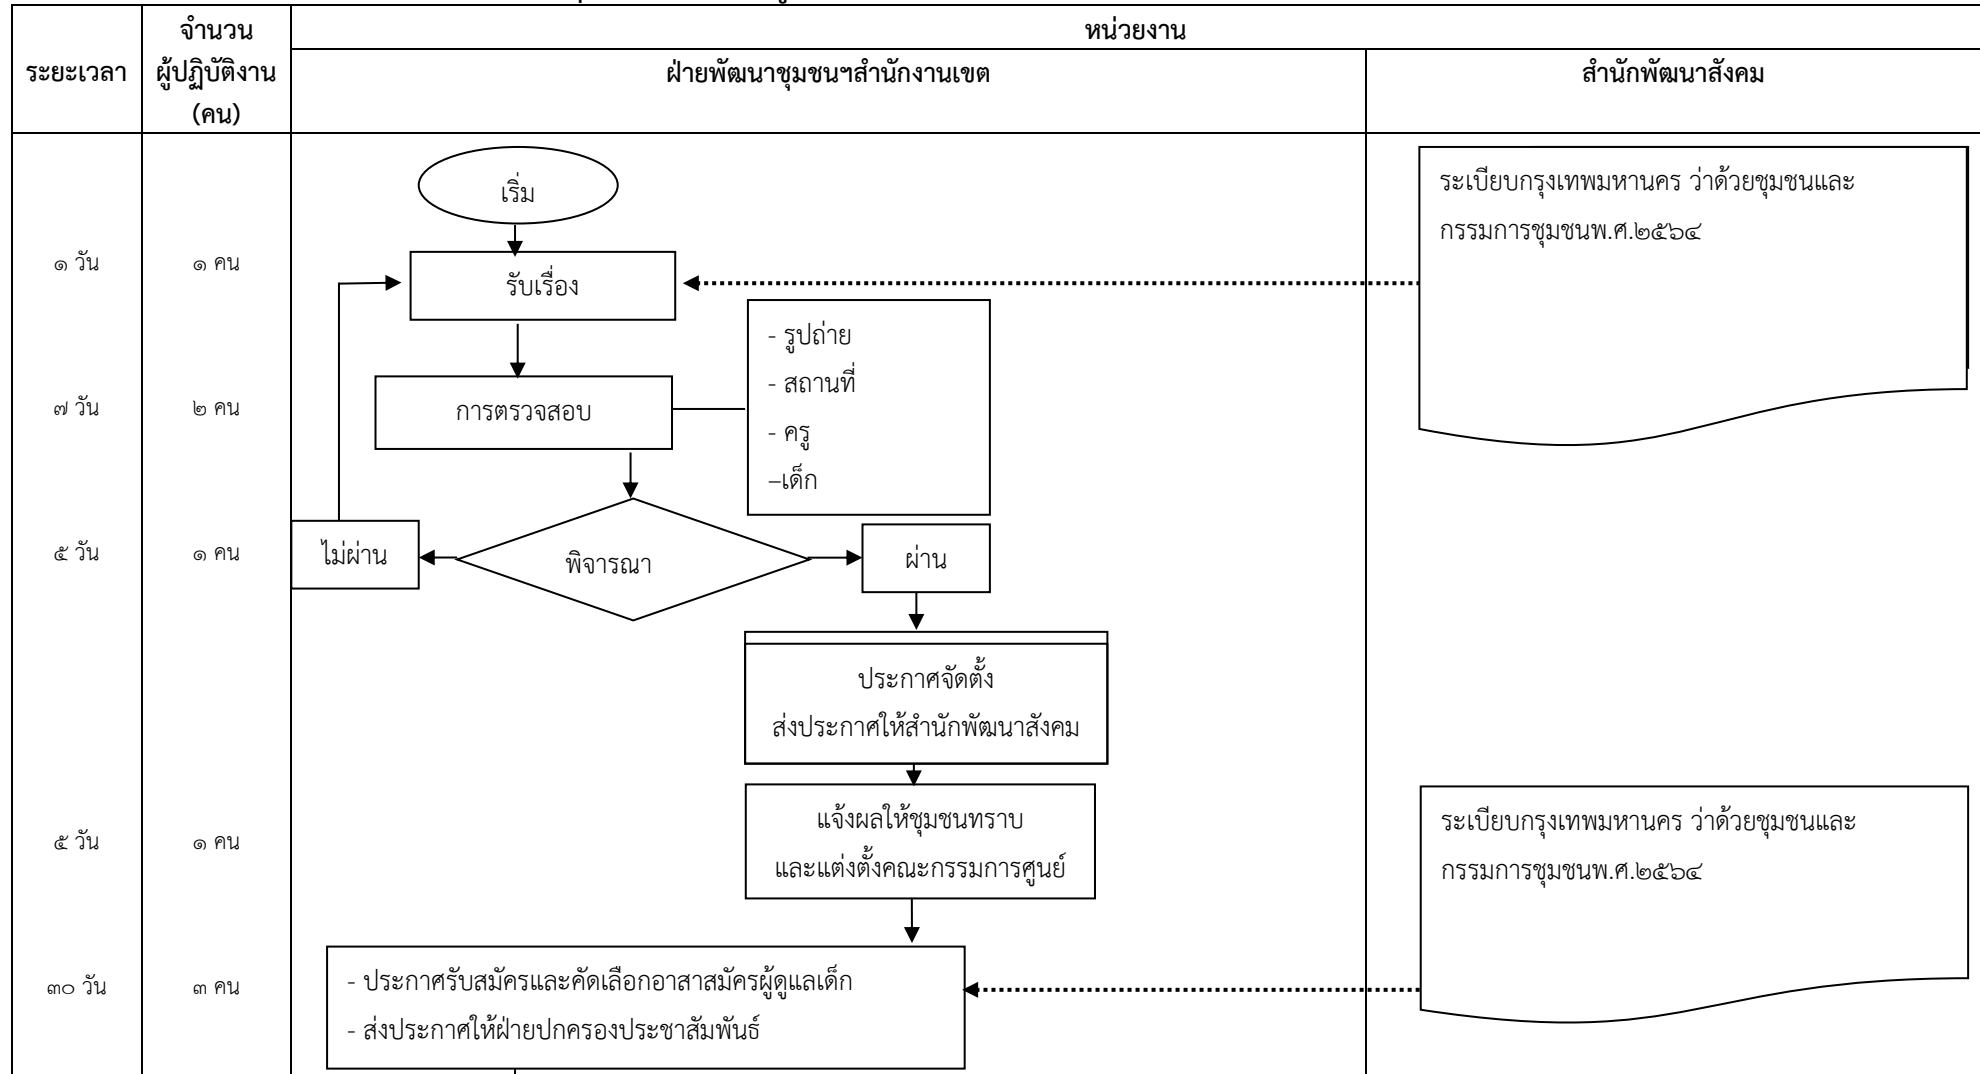 จำนวน
หน่วยงาน
ระยะเวลา
ผู้ปฏิบัติงาน
(คน)
ฝ่ายพัฒนาชุมชนฯสำนักงานเขต
สำนักพัฒนาสังคม
เริ่ม
ระเบียบกรุงเทพมหานคร ว่าด้วยชุมชนและ
กรรมการชุมชนพ.ศ.๒๕๖๔
๑ วัน
๑ คน
รับเรื่อง
- รูปถ่าย
- สถานที่
- ครู
–เด็ก
๗ วัน
๒ คน
การตรวจสอบ
๕ วัน
๑ คน
ไม่ผ่าน
พิจารณา
ผ่าน
ประกาศจัดตั้ง
ส่งประกาศให้สำนักพัฒนาสังคม
๕ วัน
๑ คน
แจ้งผลให้ชุมชนทราบ
และแต่งตั้งคณะกรรมการศูนย์
ระเบียบกรุงเทพมหานคร ว่าด้วยชุมชนและ
กรรมการชุมชนพ.ศ.๒๕๖๔
๓๐ วัน
๓ คน
- ประกาศรับสมัครและคัดเลือกอาสาสมัครผู้ดูแลเด็ก
- ส่งประกาศให้ฝ่ายปกครองประชาสัมพันธ์